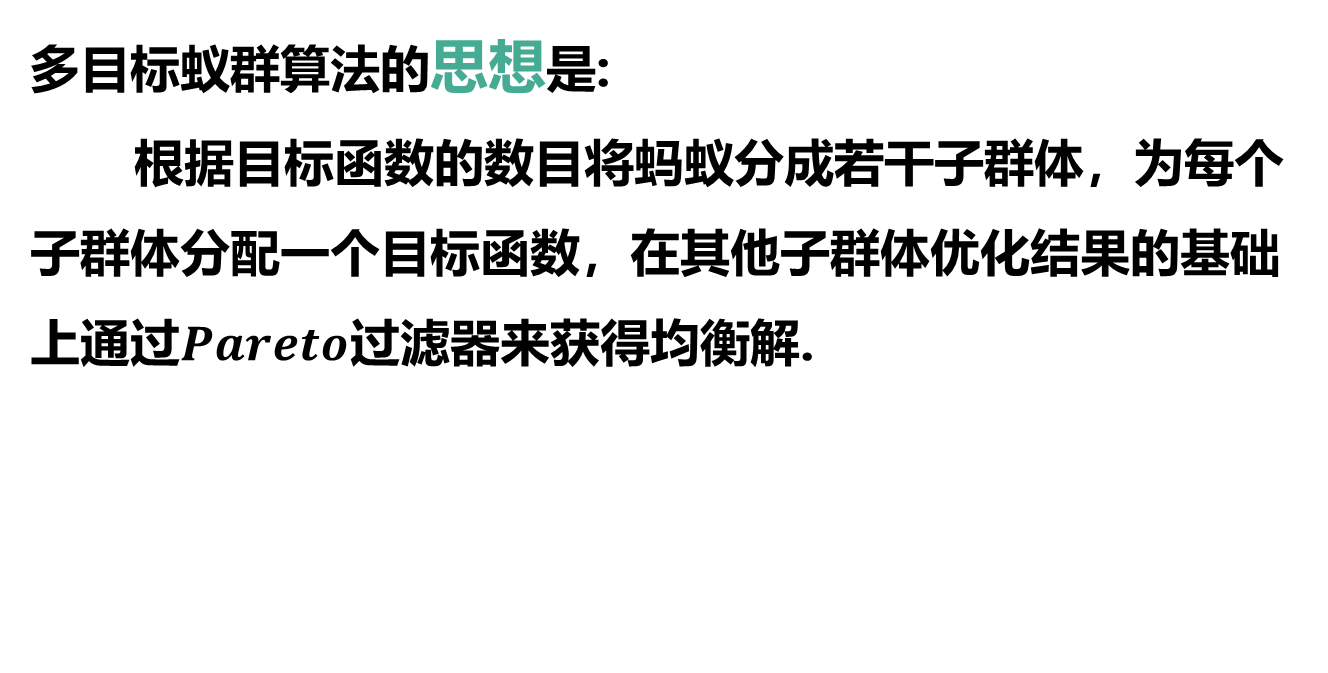 多目标蚁群算法的思想是:
根据目标函数的数目将蚂蚁分成若干子群体，为每个
子群体分配一个目标函数，在其他子群体优化结果的基础
上通过Pareto过滤器来获得均衡解.